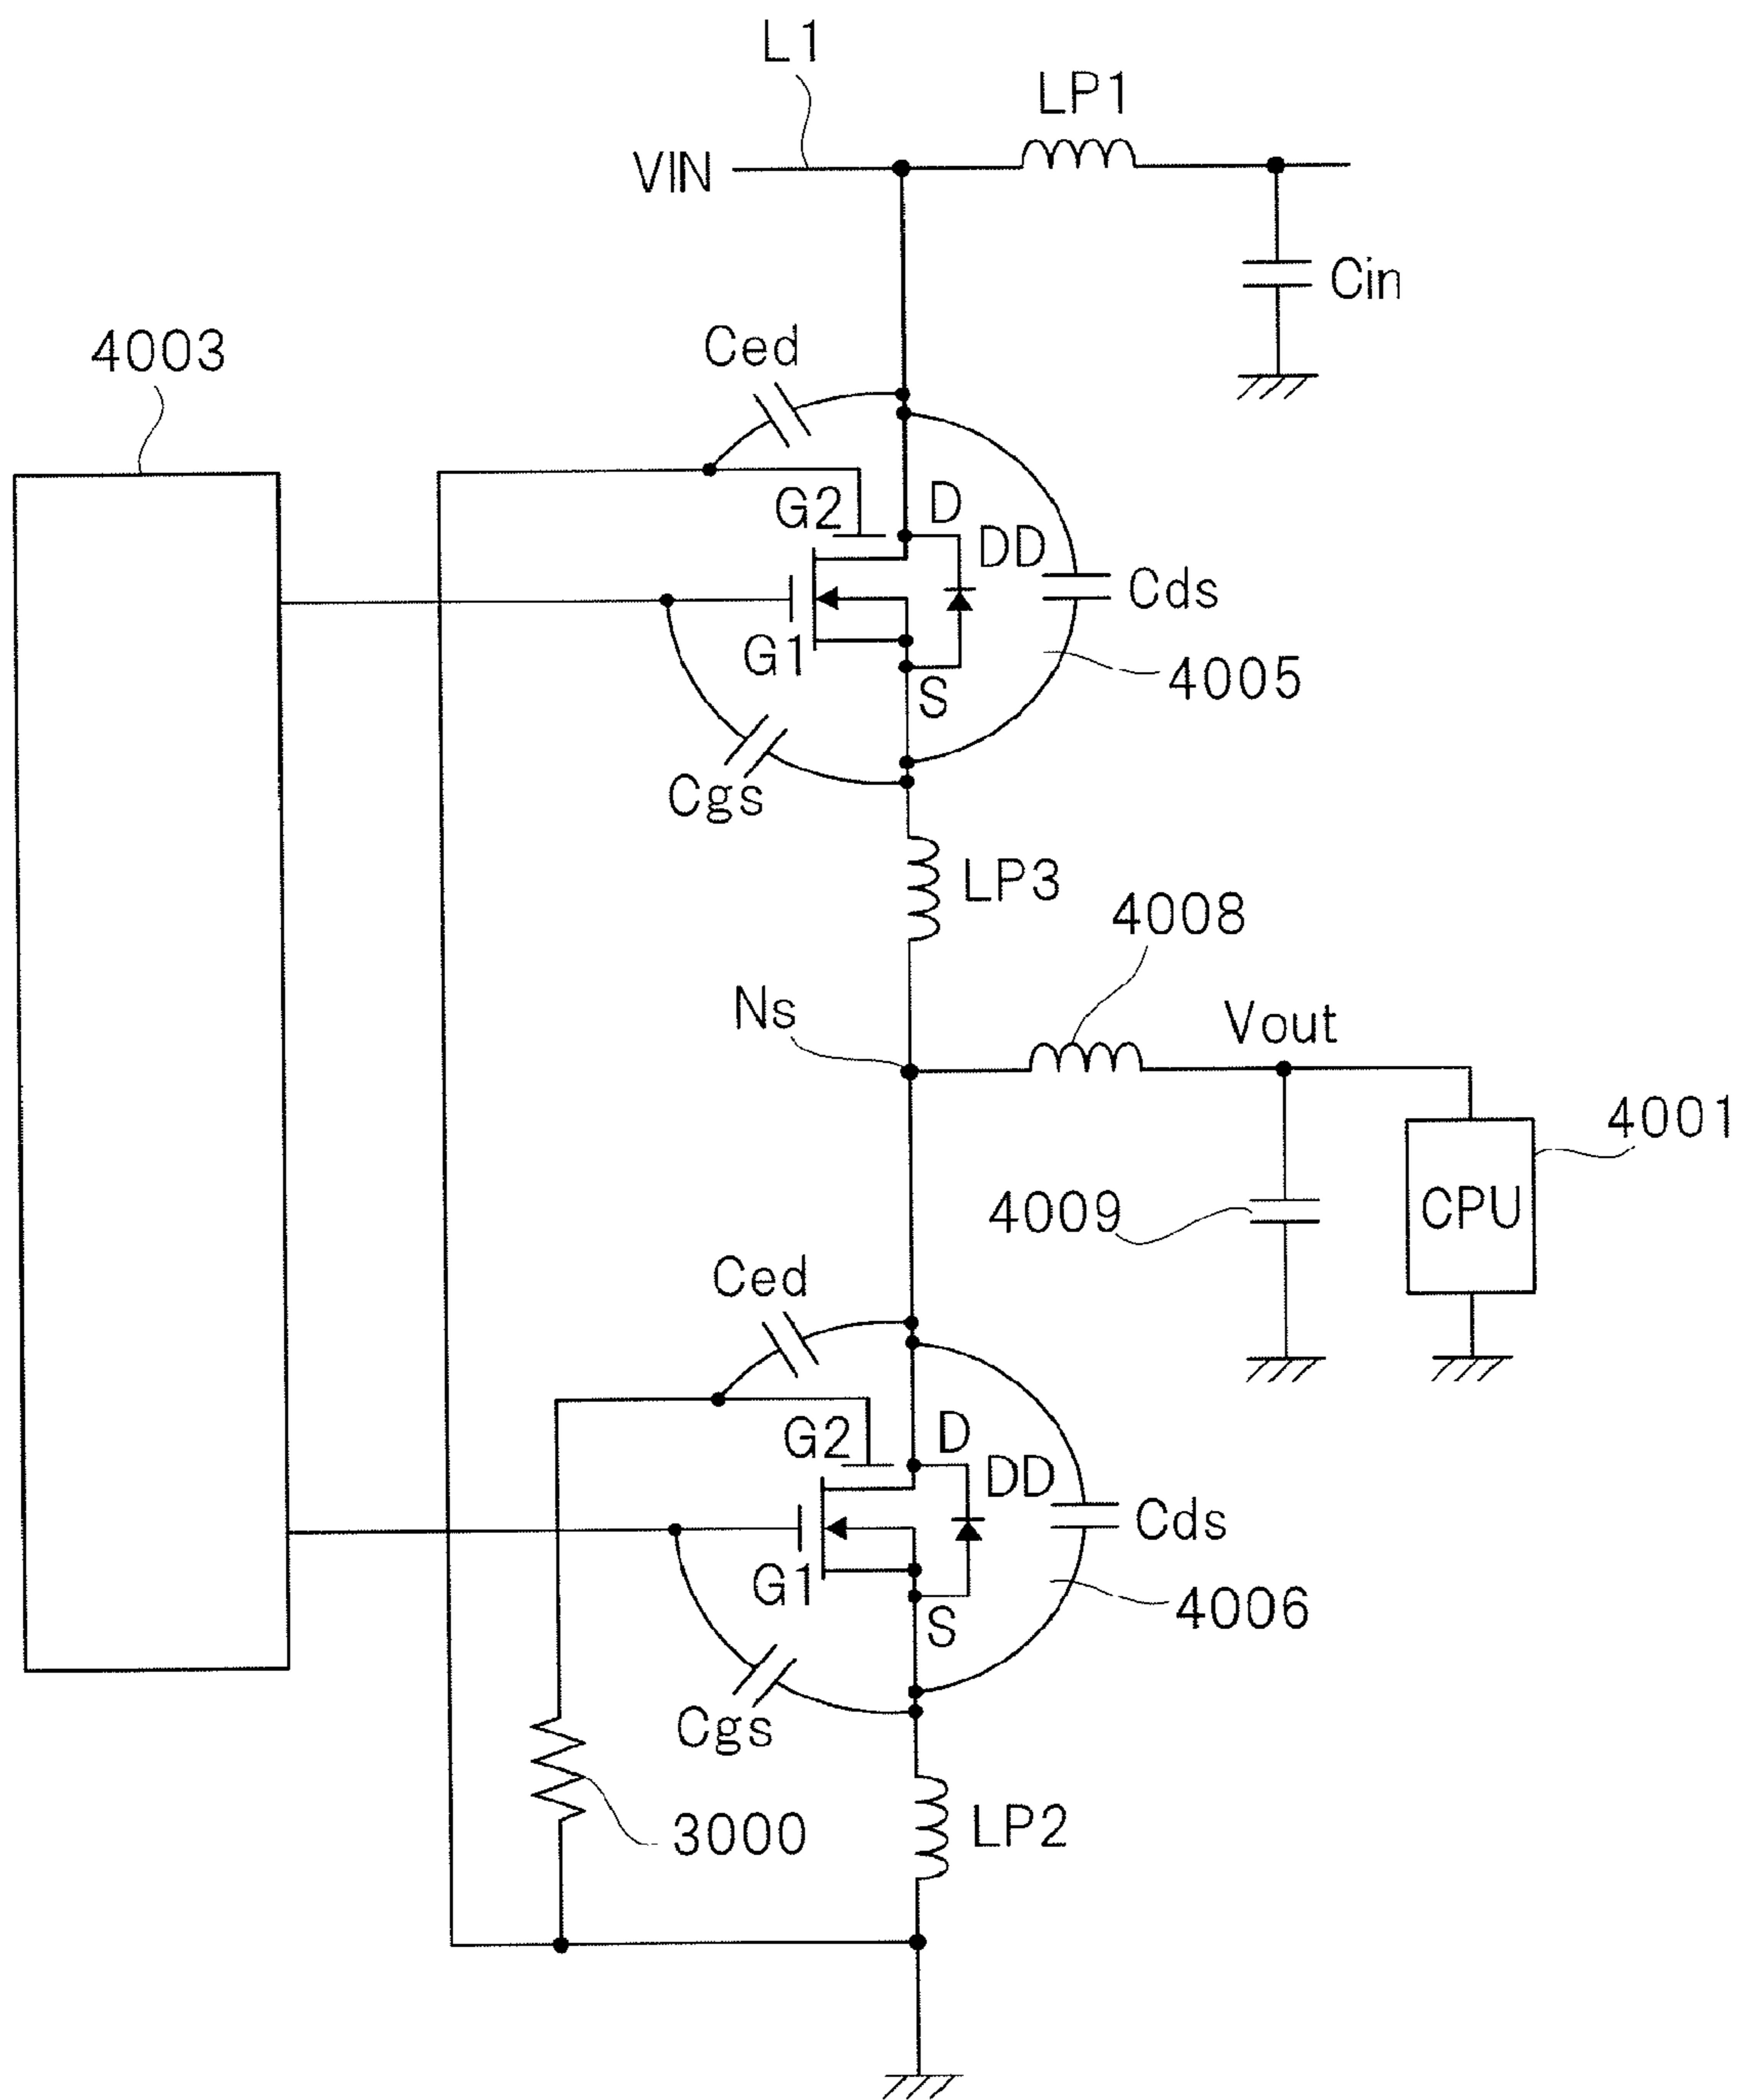 L1
LP1
VIN
Cin
Ced
4003
G2
D
DD
Cds
G1
4005
S
Cgs
LP3
4008
Ns
Vout
4001
4009
CPU
Ced
G2
D
DD
Cds
G1
4006
S
Cgs
3000
LP2